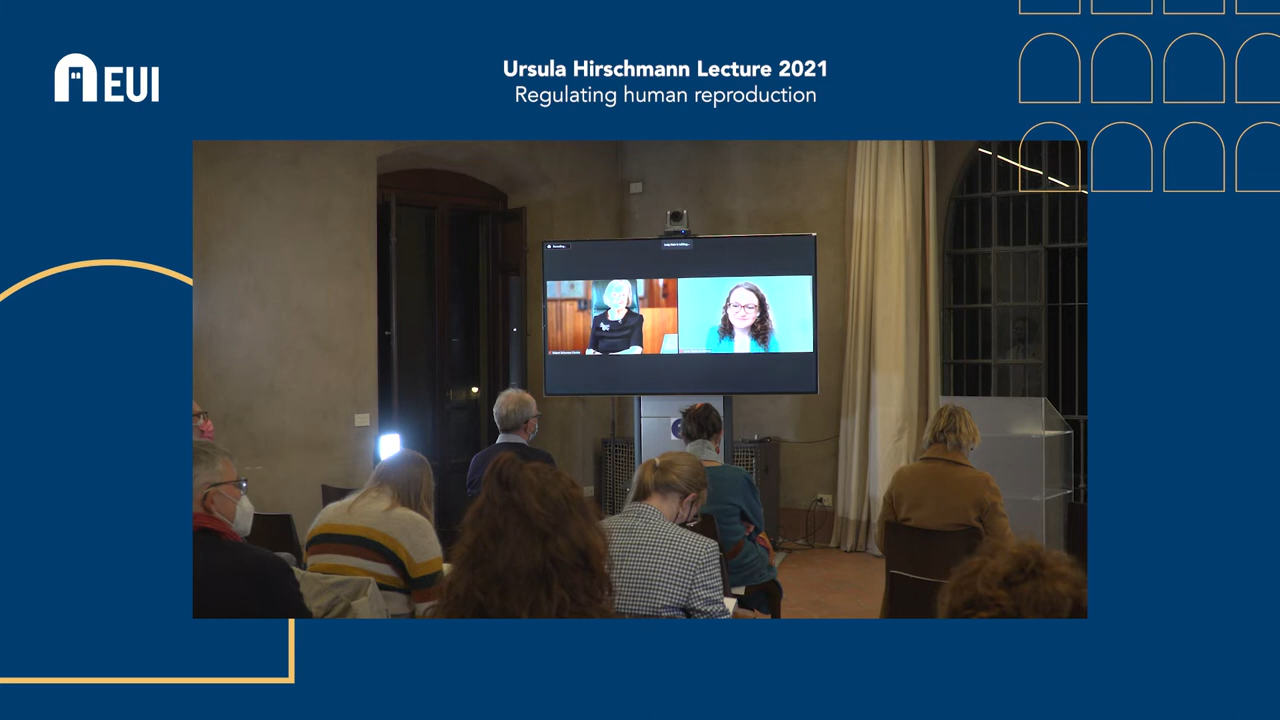 EUI
Ursula Hirschmann Lecture 2021
Regulating human reproduction